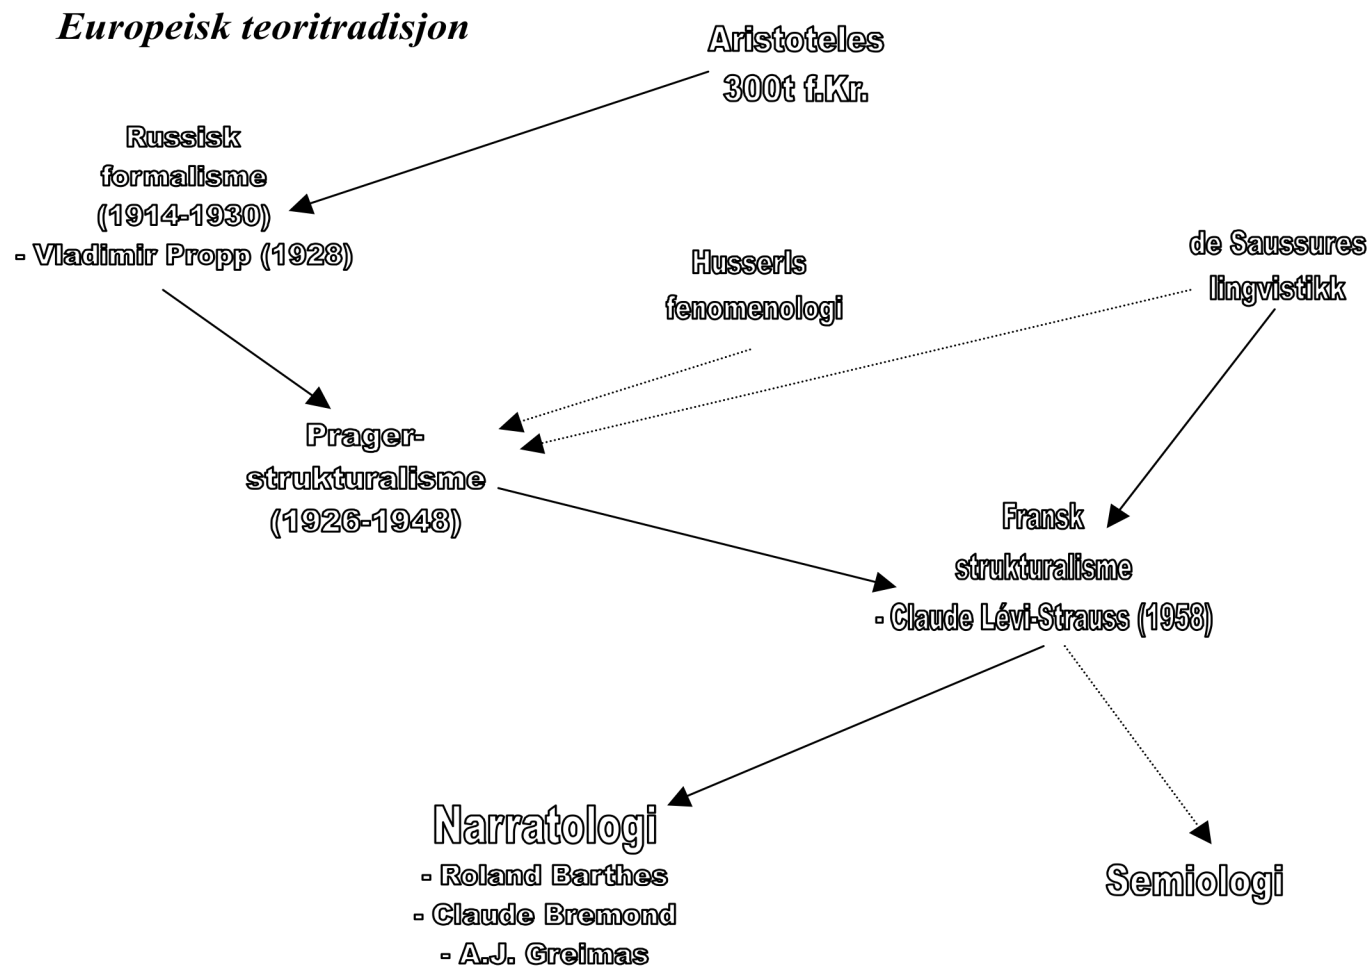 Europeisk teoritradisjon
Aristoteles
300t f.Kr.
Russisk
formalisme
(1914-1930)
- Vladimir Propp (1928)
Husserls
fenomenologi
de Saussures
lingvistikk
Prager-
strukturalisme
(1926-1948)
Fransk
strukturalisme
- Claude Lévi-Strauss (1958)
Narratologi
- Roland Barthes
- Claude Bremond
- A.J. Greimas
Semiologi